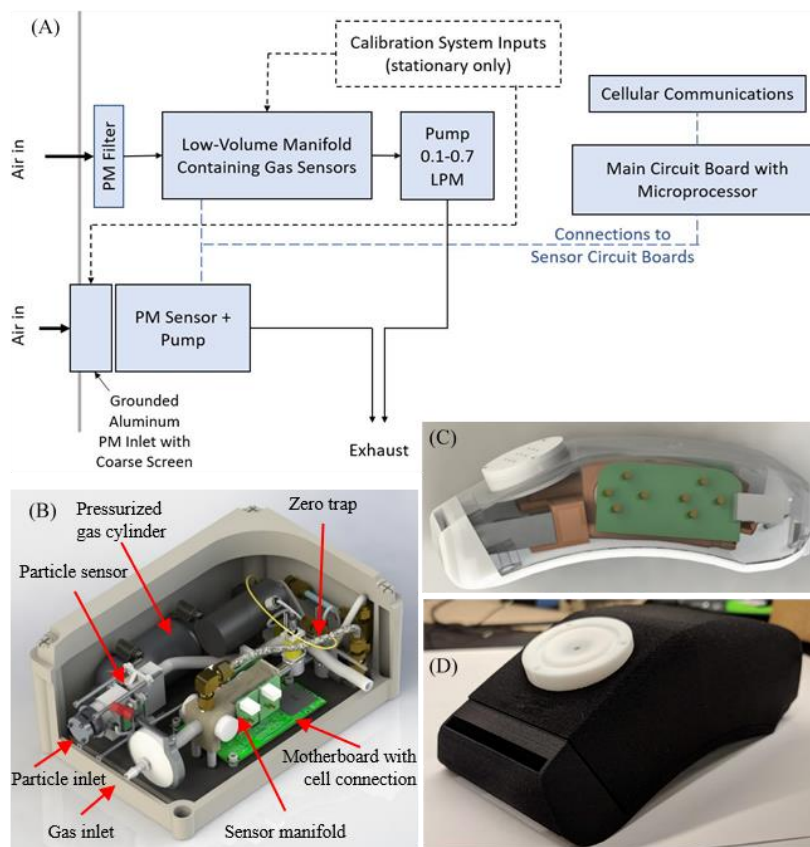 (A)
Calibration System Inputs
(stationary only)
Cellular Communications
Air in
PM Filter
Low-Volume Manifold
Containing Gas Sensors
Pump
0.1-0.7
LPM
Main Circuit Board with
Microprocessor
Connections to
Sensor Circuit Boards
Air in
PM Sensor +
Pump
Grounded
Aluminum
PM Inlet with
Coarse Screen
Exhaust
(B)
Pressurized
gas cylinder
Zero trap
Particle sensor
Particle inlet
Gas inlet
Sensor manifold
Motherboard with
cell connection
(C)
(D)